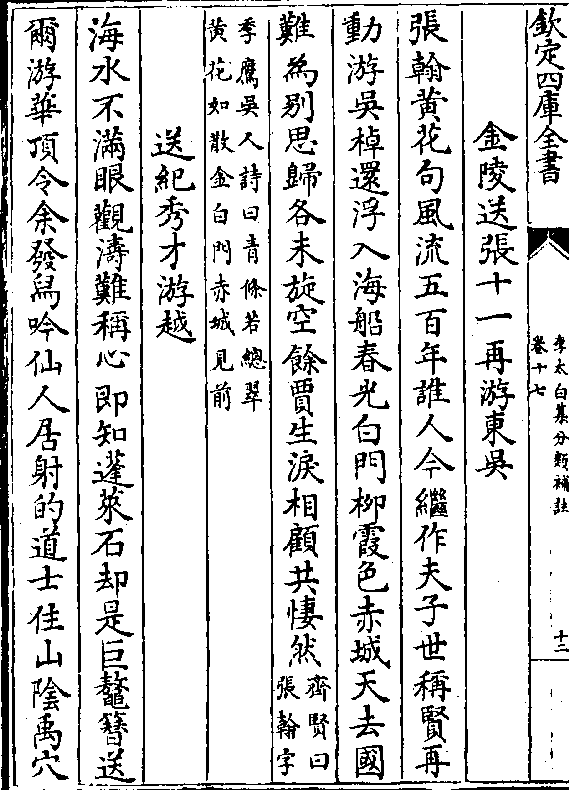 欽定四庫全書
李太白集分類補註
卷十七
十二
金陵送張十一再游東吳
張翰黄花句風流五百年誰人今繼作夫子世稱賢再
動游吳棹還浮入海船春光白門柳霞色赤城天去國
難為别思歸各未旋空餘賈生淚相顧共悽然齊賢曰
張翰字
季鷹吳人詩曰青條若總翠
黄花如散金白門赤城見前
送紀秀才游越
海水不滿眼觀濤難稱心即知蓬萊石却是巨鼇簪送
爾游華頂令余發舄吟仙人居射的道士住山陰禹穴